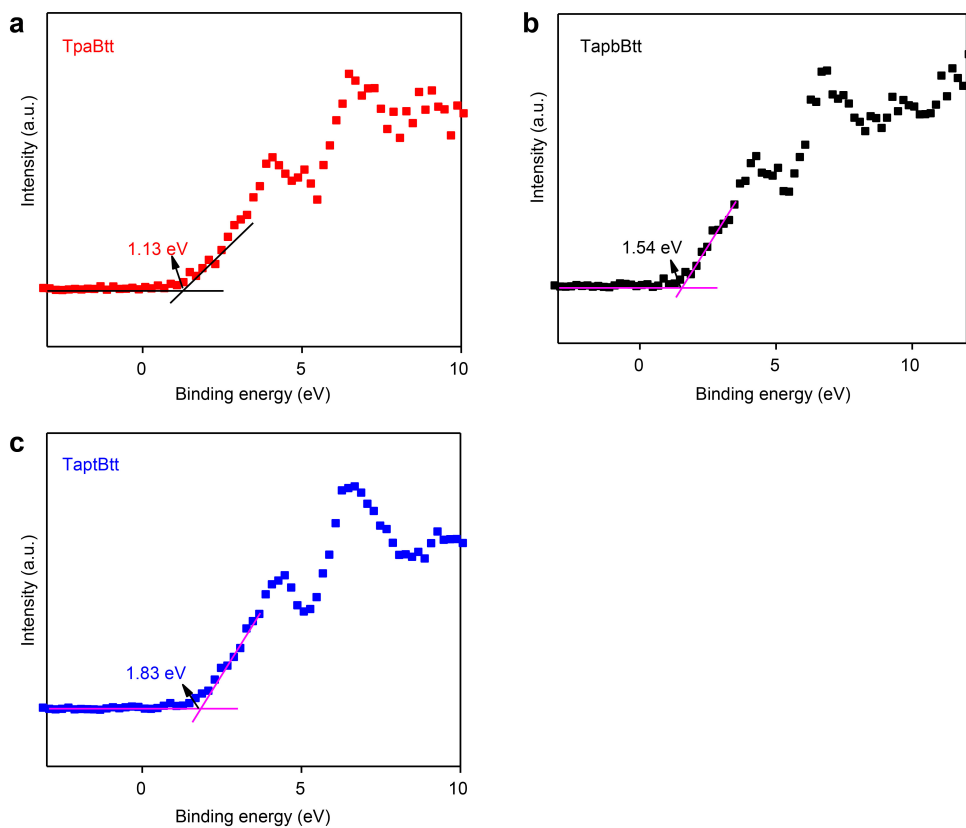 a
TpaBtt
Intensity (a.u.)
1.13 eV
0 5 10
Binding energy (eV)
b
TapbBtt
Intensity (a.u.)
1.54 eV
0 5 10
Binding energy (eV)
c
TaptBtt
Intensity (a.u.)
1.83 eV
0 5 10
Binding energy (eV)